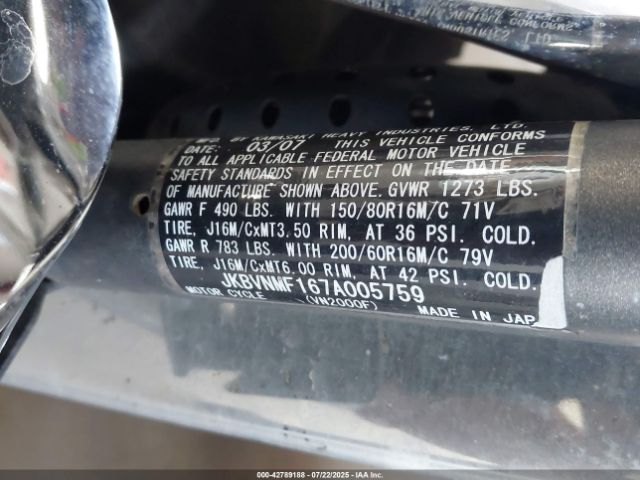 MFG. BY KAWASAKI HEAVY INDUSTRIES, LTD.
DATE: 03/07 THIS VEHICLE CONFORMS
TO ALL APPLICABLE FEDERAL MOTOR VEHICLE
SAFETY STANDARDS IN EFFECT ON THE DATE
OF MANUFACTURE SHOWN ABOVE. GVWR 1273 LBS.
GAWR F 490 LBS. WITH 150/80R16M/C 71V
TIRE, J16M/CxMT3.50 RIM, AT 36 PSI. COLD.
GAWR R 783 LBS. WITH 200/60R16M/C 79V
TIRE, J16M/CxMT6.00 RIM, AT 42 PSI. COLD.
JKBVNMF167A005759
MOTOR CYCLE (VN2000F) MADE IN JAP
000-42789188 07/22/2025 - COPYRIGHT IAA, LLC.